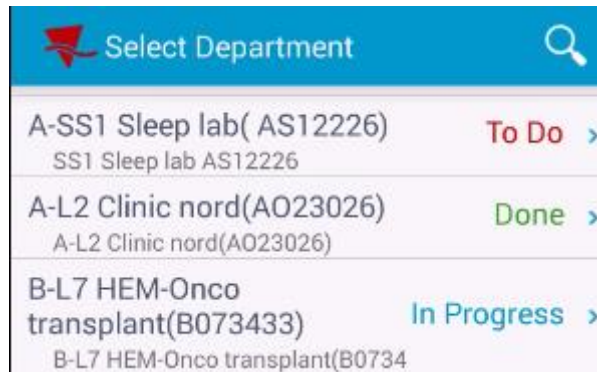 Select Department
A-SS1 Sleep lab( AS12226)
To Do
SS1 Sleep lab AS12226
A-L2 Clinic nord(AO23026)
Done
A-L2 Clinic nord(AO23026)
B-L7 HEM-Onco
transplant(B073433)
In Progress
B-L7 HEM-Onco transplant(B0734